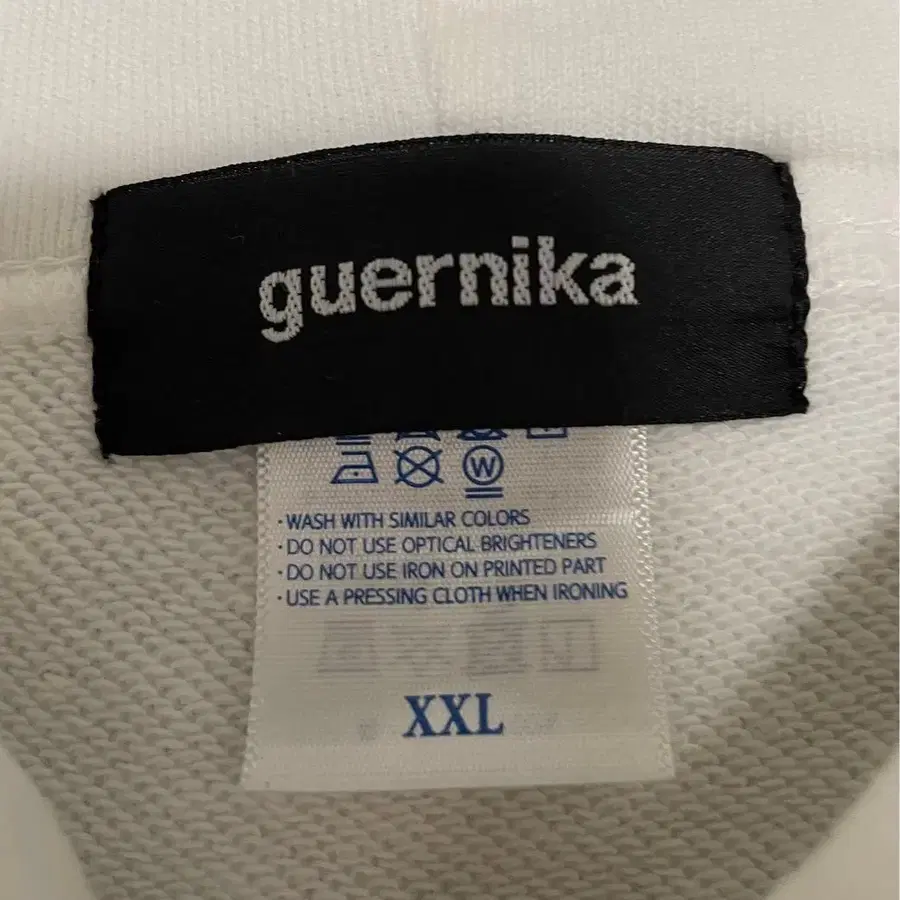 guernika
W
·WASH WITH SIMILAR COLORS
·DO NOT USE OPTICAL BRIGHTENERS
·DO NOT USE IRON ON PRINTED PART
·USE A PRESSING CLOTH WHEN IRONING
XXL